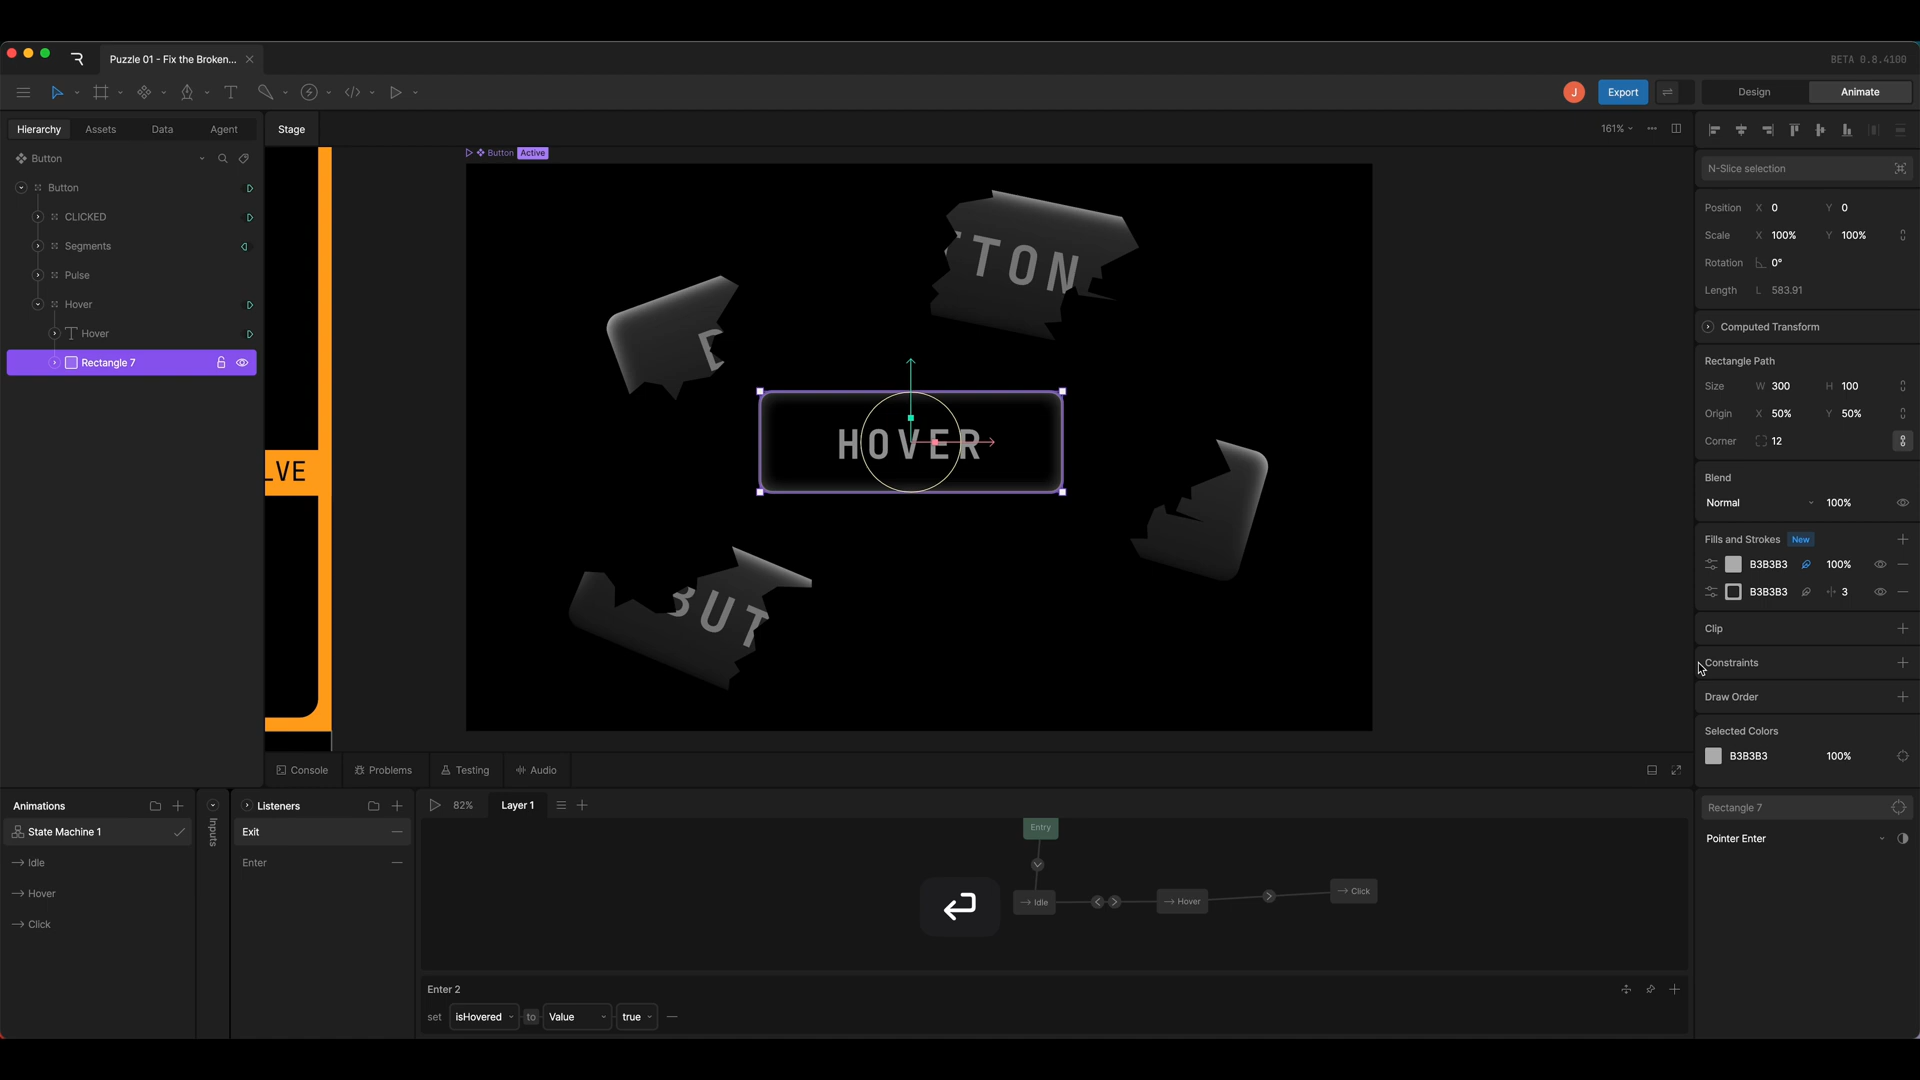 Puzzle 01 - Fix the Broken...
BETA 0.8.4100
J
Export
Design
Animate
Hierarchy
Assets
Data
Agent
Stage
161%
Button
Button
CLICKED
Segments
Pulse
Hover
Hover
Rectangle 7
LVE
Button Active
TON
HOVER
BUT
N-Slice selection
Position X 0 Y 0
Scale X 100% Y 100%
Rotation 0°
Length L 583.91
Computed Transform
Rectangle Path
Size W 300 H 100
Origin X 50% Y 50%
Corner 12
Blend
Normal 100%
Fills and Strokes New
B3B3B3 100%
B3B3B3 3
Clip
Constraints
Draw Order
Selected Colors
B3B3B3 100%
Console
Problems
Testing
Audio
Animations
State Machine 1
Idle
Hover
Click
Inputs
Listeners
Exit
Enter
82%
Layer 1
Entry
Idle
Hover
Click
Enter 2
set isHovered to Value true
Rectangle 7
Pointer Enter